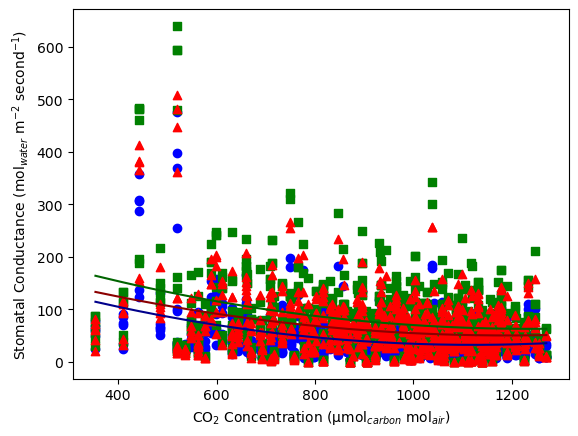 600
500
400
300
200
100
0
400 600 800 1000 1200
Stomatal Conductance (mol_water m⁻² second⁻¹)
CO₂ Concentration (μmol_carbon mol_air)